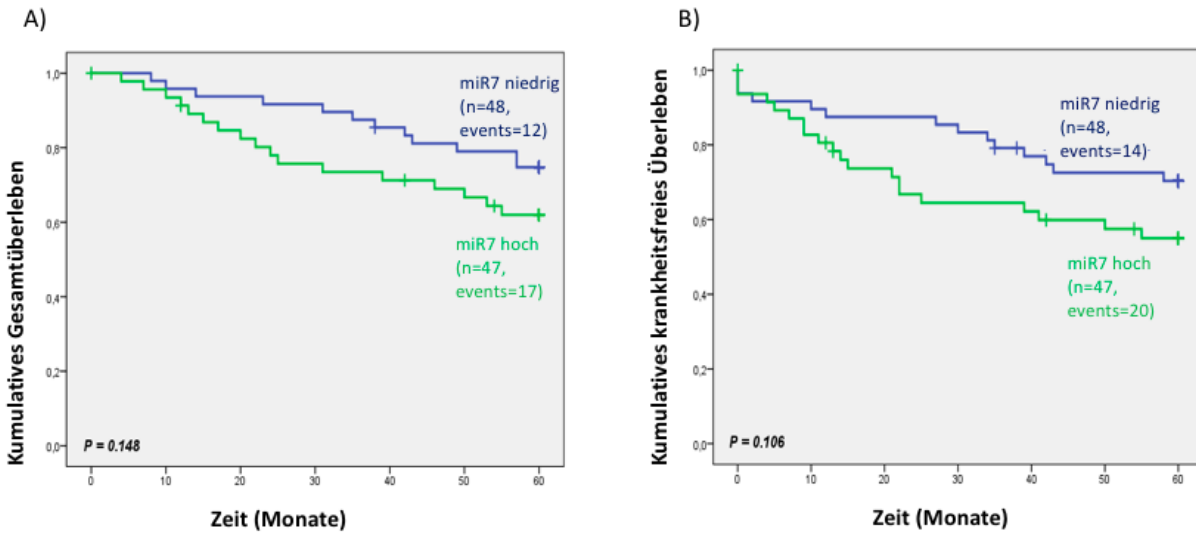 A)
Kumulatives Gesamtüberleben
1,0
0,8
0,6
0,4
0,2
0,0
miR7 niedrig
(n=48,
events=12)
miR7 hoch
(n=47,
events=17)
P = 0.148
0 10 20 30 40 50 60
Zeit (Monate)
B)
Kumulatives krankheitsfreies Überleben
1,0
0,8
0,6
0,4
0,2
0,0
miR7 niedrig
(n=48,
events=14)
miR7 hoch
(n=47,
events=20)
P = 0.106
0 10 20 30 40 50 60
Zeit (Monate)